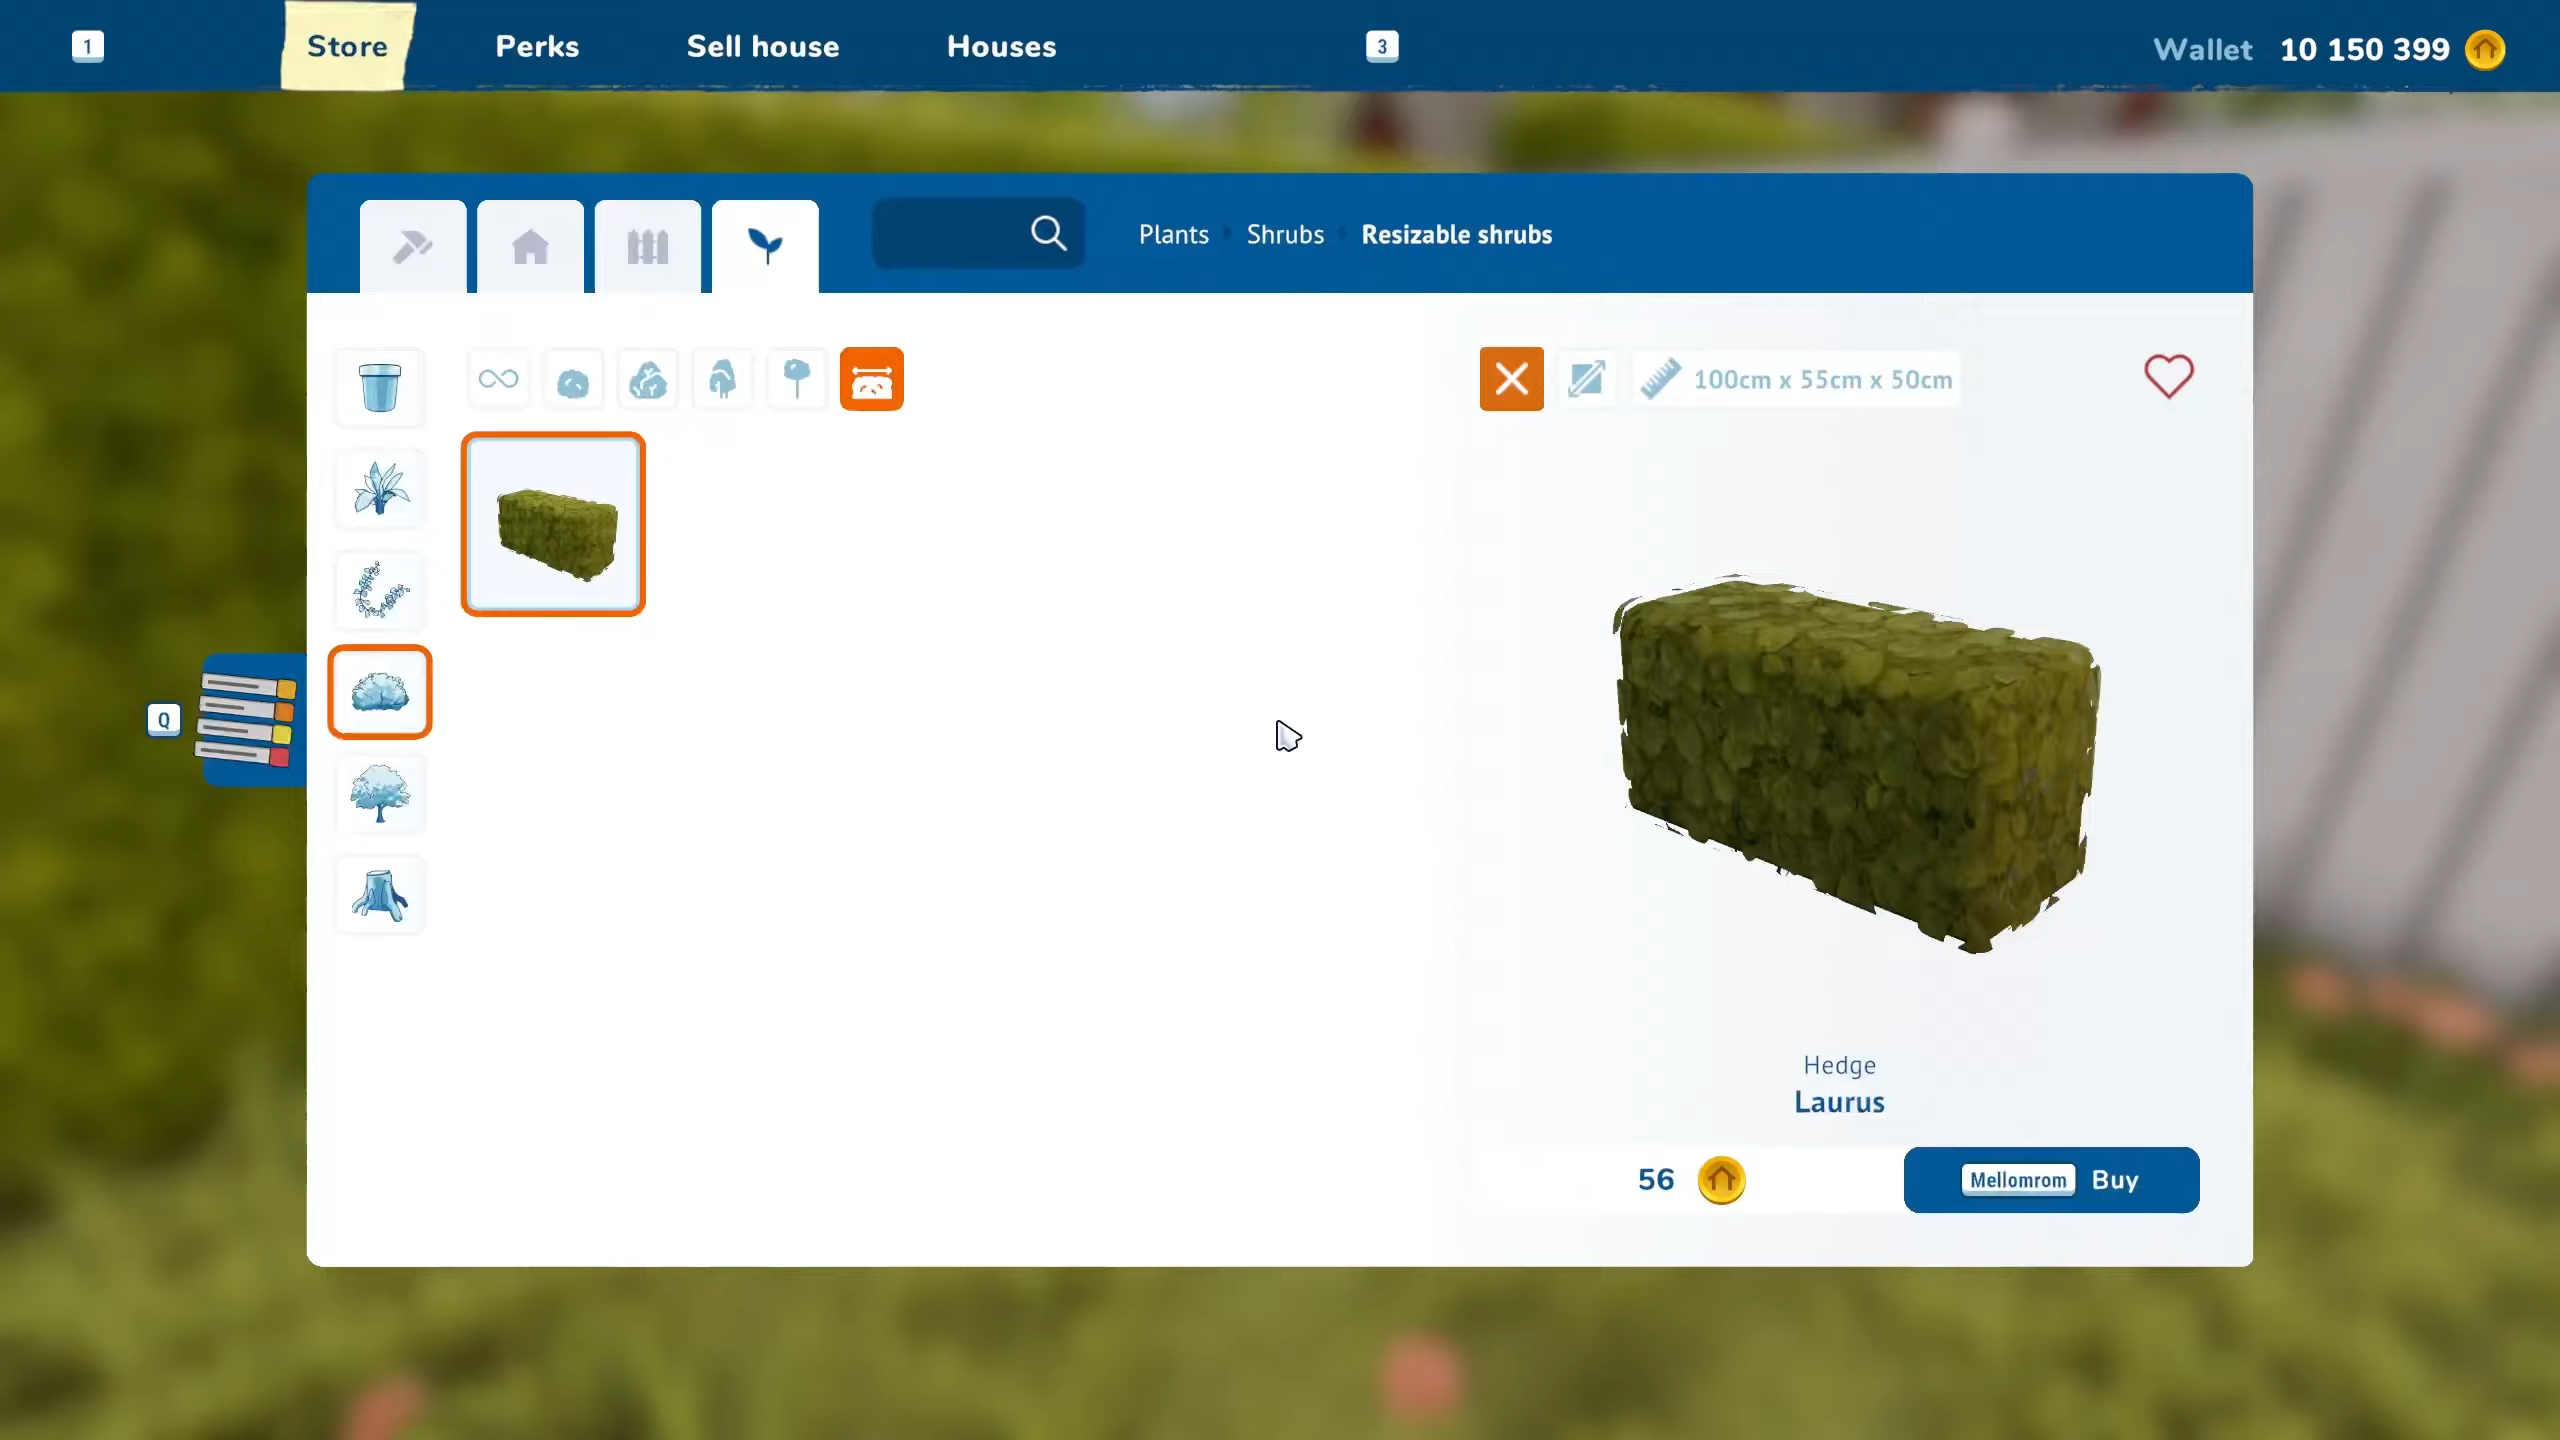 1 Store Perks Sell house Houses 3 Wallet 10 150 399
Plants Shrubs Resizable shrubs
100cm x 55cm x 50cm
Q
Hedge
Laurus
56 Mellomrom Buy